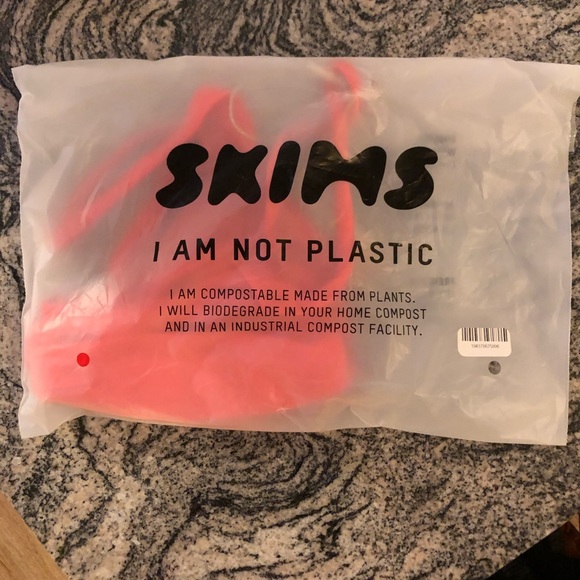 SKIMS
I AM NOT PLASTIC
I AM COMPOSTABLE MADE FROM PLANTS.
I WILL BIODEGRADE IN YOUR HOME COMPOST
AND IN AN INDUSTRIAL COMPOST FACILITY.